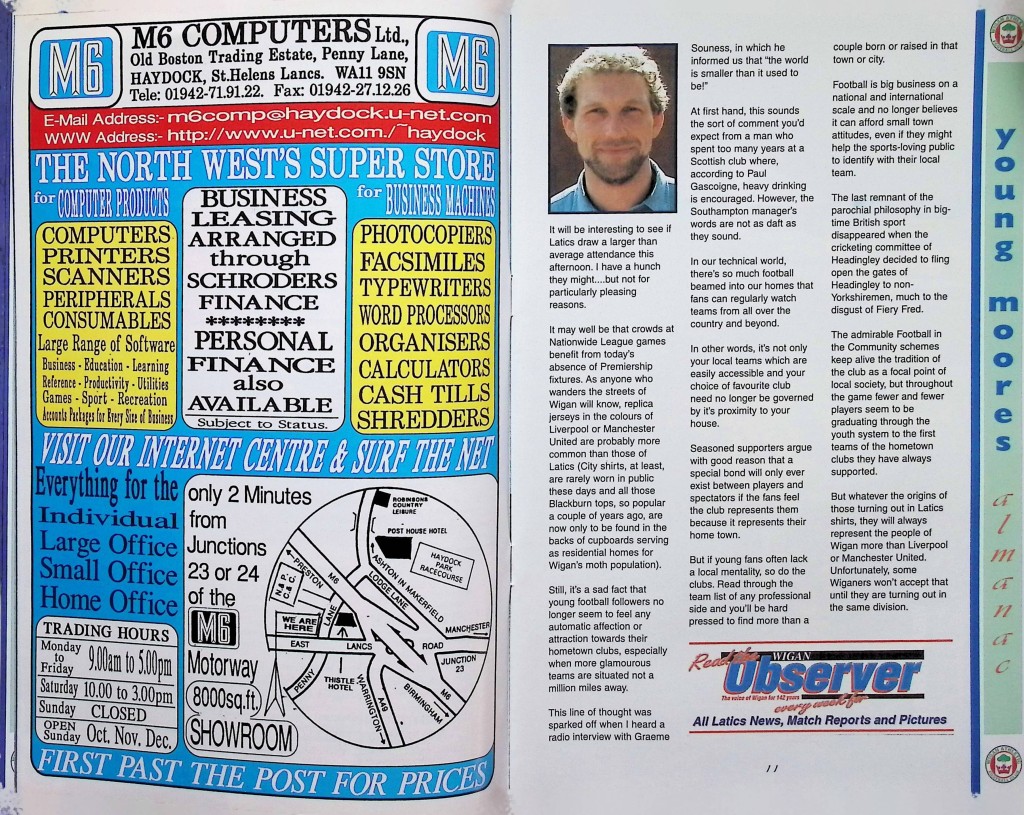 M6
M6 COMPUTERS Ltd.,
Old Boston Trading Estate, Penny Lane,
HAYDOCK, St.Helens Lancs. WA11 9SN
Tele: 01942-71.91.22. Fax: 01942-27.12.26
M6
E-Mail Address:- m6comp@haydock.u-net.com
WWW Address:- http://www.u-net.com./~haydock
THE NORTH WEST'S SUPER STORE
for COMPUTER PRODUCTS
COMPUTERS
PRINTERS
SCANNERS
PERIPHERALS
CONSUMABLES
Large Range of Software
Business - Education - Learning
Reference - Productivity - Utilities
Games - Sport - Recreation
Accounts Packages for Every Size of Business
BUSINESS
LEASING
ARRANGED
through
SCHRODERS
FINANCE
********
PERSONAL
FINANCE
also
AVAILABLE
Subject to Status.
for BUSINESS MACHINES
PHOTOCOPIERS
FACSIMILES
TYPEWRITERS
WORD PROCESSORS
ORGANISERS
CALCULATORS
CASH TILLS
SHREDDERS
VISIT OUR INTERNET CENTRE & SURF THE NET
Everything for the
Individual
Large Office
Small Office
Home Office
TRADING HOURS
Monday to Friday 9.00am to 5.00pm
Saturday 10.00 to 3.00pm
Sunday CLOSED
OPEN Sunday Oct. Nov. Dec.
only 2 Minutes
from
Junctions
23 or 24
of the
M6
Motorway
8000sq.ft.
SHOWROOM
ROBINSONS
COUNTRY
LEISURE
POST HOUSE HOTEL
HAYDOCK
PARK
RACECOURSE
ASHTON IN MAKERFIELD
LODGE LANE
PRESTON
M6
N.& P.
C.& C.
LANE
WE ARE
HERE
MANCHESTER
EAST LANCS ROAD
JUNCTION
23
PENNY
THISTLE
HOTEL
WARRINGTON
A49
BIRMINGHAM
M6
FIRST PAST THE POST FOR PRICES
It will be interesting to see if
Latics draw a larger than
average attendance this
afternoon. I have a hunch
they might....but not for
particularly pleasing
reasons.
It may well be that crowds at
Nationwide League games
benefit from today's
absence of Premiership
fixtures. As anyone who
wanders the streets of
Wigan will know, replica
jerseys in the colours of
Liverpool or Manchester
United are probably more
common than those of
Latics (City shirts, at least,
are rarely worn in public
these days and all those
Blackburn tops, so popular
a couple of years ago, are
now only to be found in the
backs of cupboards serving
as residential homes for
Wigan's moth population).
Still, it's a sad fact that
young football followers no
longer seem to feel any
automatic affection or
attraction towards their
hometown clubs, especially
when more glamourous
teams are situated not a
million miles away.
This line of thought was
sparked off when I heard a
radio interview with Graeme
Souness, in which he
informed us that "the world
is smaller than it used to
be!"
At first hand, this sounds
the sort of comment you'd
expect from a man who
spent too many years at a
Scottish club where,
according to Paul
Gascoigne, heavy drinking
is encouraged. However, the
Southampton manager's
words are not as daft as
they sound.
In our technical world,
there's so much football
beamed into our homes that
fans can regularly watch
teams from all over the
country and beyond.
In other words, it's not only
your local teams which are
easily accessible and your
choice of favourite club
need no longer be governed
by it's proximity to your
house.
Seasoned supporters argue
with good reason that a
special bond will only ever
exist between players and
spectators if the fans feel
the club represents them
because it represents their
home town.
But if young fans often lack
a local mentality, so do the
clubs. Read through the
team list of any professional
side and you'll be hard
pressed to find more than a
couple born or raised in that
town or city.
Football is big business on a
national and international
scale and no longer believes
it can afford small town
attitudes, even if they might
help the sports-loving public
to identify with their local
team.
The last remnant of the
parochial philosophy in big-
time British sport
disappeared when the
cricketing committee of
Headingley decided to fling
open the gates of
Headingley to non-
Yorkshiremen, much to the
disgust of Fiery Fred.
The admirable Football in
the Community schemes
keep alive the tradition of
the club as a focal point of
local society, but throughout
the game fewer and fewer
players seem to be
graduating through the
youth system to the first
teams of the hometown
clubs they have always
supported.
But whatever the origins of
those turning out in Latics
shirts, they will always
represent the people of
Wigan more than Liverpool
or Manchester United.
Unfortunately, some
Wiganers won't accept that
until they are turning out in
the same division.
Read the
WIGAN
Observer
The voice for Wigan for 142 years
every week for
All Latics News, Match Reports and Pictures
11
young moores
almanac